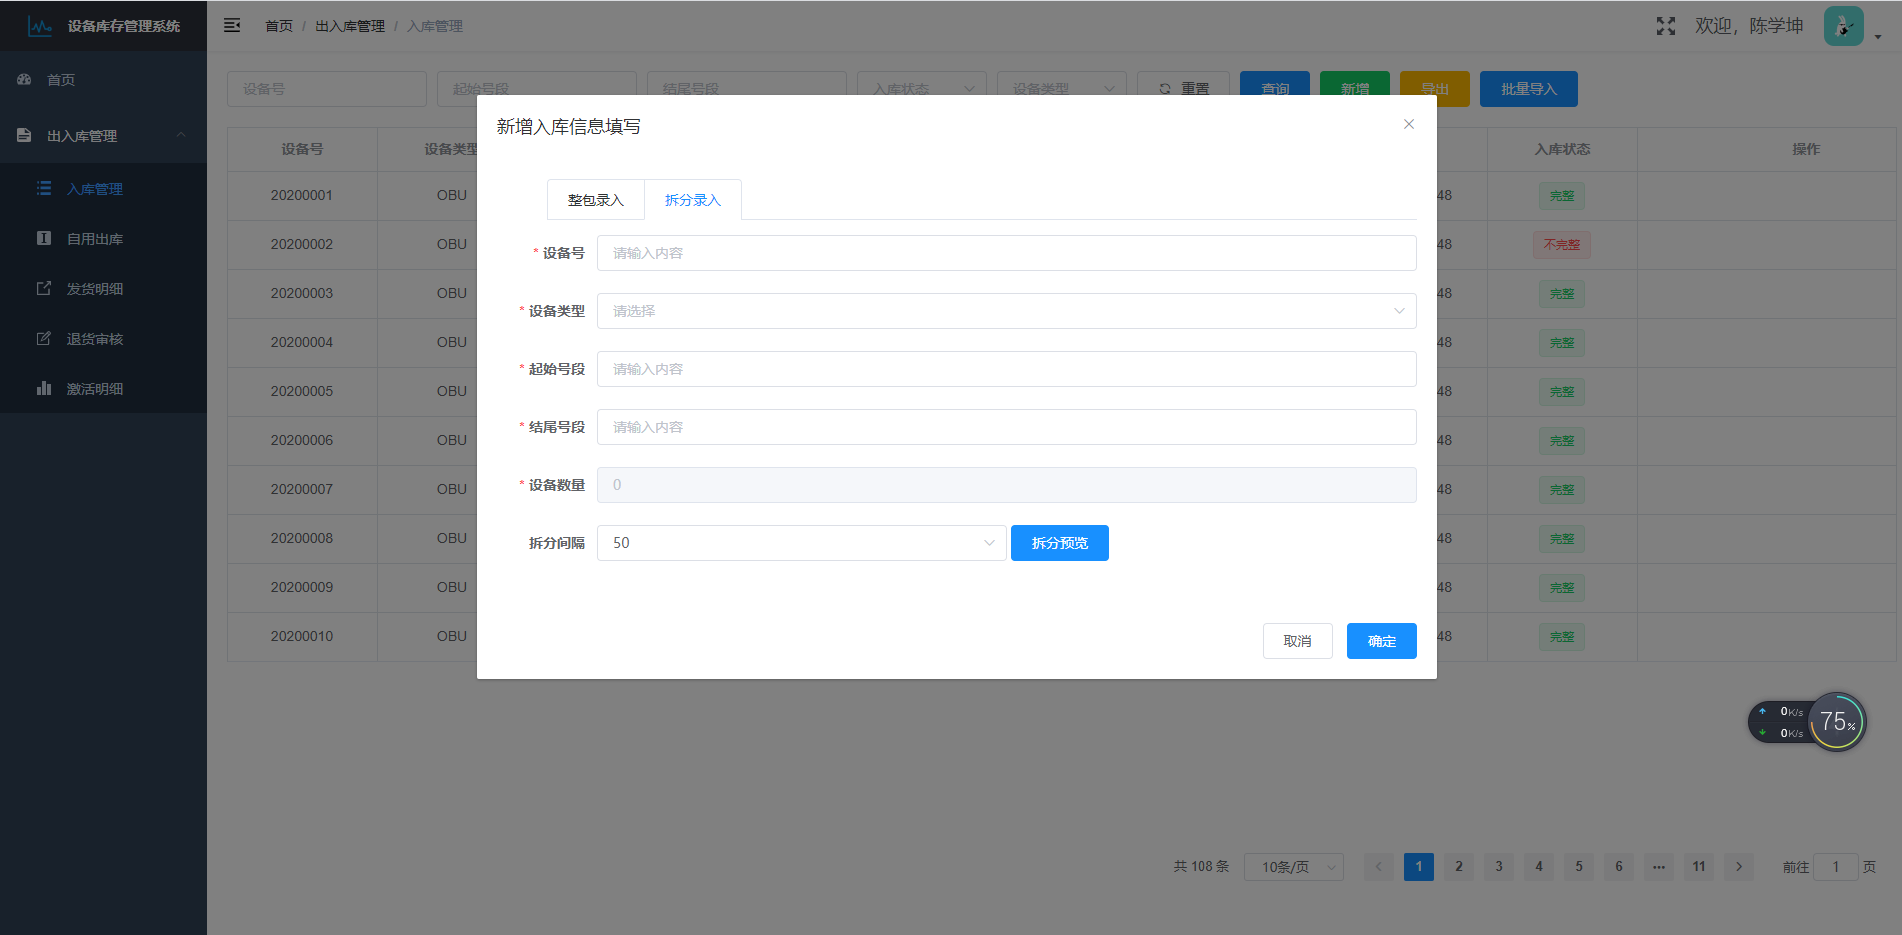 设备库存管理系统
首页 / 出入库管理 / 入库管理
欢迎，陈学坤
首页
出入库管理
入库管理
自用出库
发货明细
退货审核
激活明细
设备号 起始号段 结尾号段 入库状态 设备类型 重置 查询 新增 导出 批量导入
设备号 设备类型 入库状态 操作
20200001 OBU 48 完整
20200002 OBU 48 不完整
20200003 OBU 48 完整
20200004 OBU 48 完整
20200005 OBU 48 完整
20200006 OBU 48 完整
20200007 OBU 48 完整
20200008 OBU 48 完整
20200009 OBU 48 完整
20200010 OBU 48 完整
新增入库信息填写
整包录入 拆分录入
* 设备号 请输入内容
* 设备类型 请选择
* 起始号段 请输入内容
* 结尾号段 请输入内容
* 设备数量 0
拆分间隔 50 拆分预览
取消 确定
0K/s
0K/s
75%
共 108 条 10条/页 1 2 3 4 5 6 ••• 11 前往 1 页